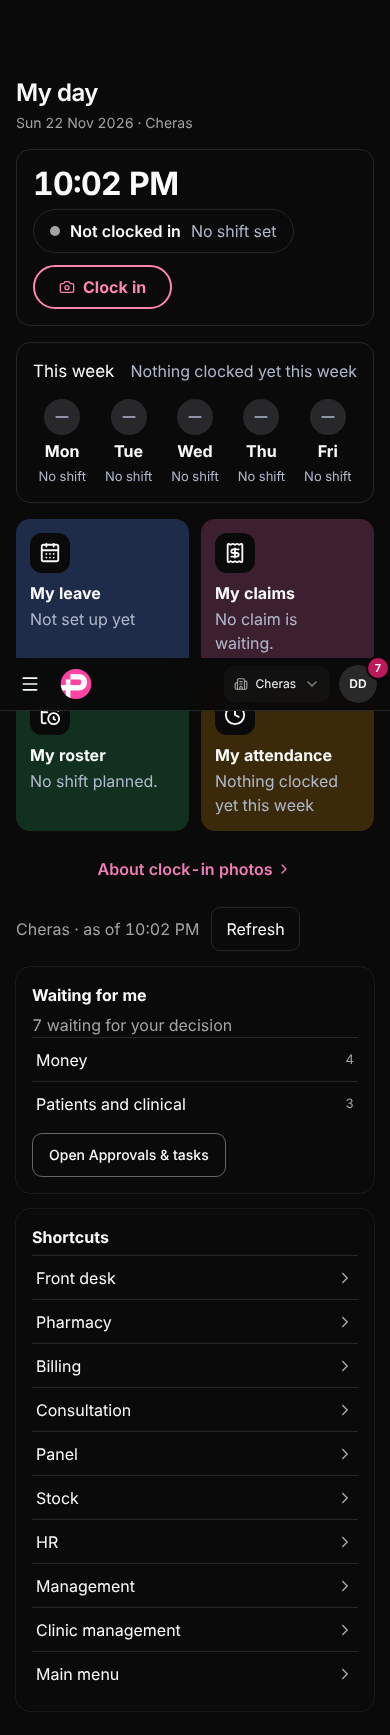 My day
Sun 22 Nov 2026 · Cheras
10:02 PM
Not clocked in No shift set
Clock in
This week Nothing clocked yet this week
Mon Tue Wed Thu Fri
No shift No shift No shift No shift No shift
My leave
Not set up yet
My claims
No claim is
waiting.
Cheras DD 7
My roster
No shift planned.
My attendance
Nothing clocked
yet this week
About clock-in photos
Cheras · as of 10:02 PM Refresh
Waiting for me
7 waiting for your decision
Money 4
Patients and clinical 3
Open Approvals & tasks
Shortcuts
Front desk
Pharmacy
Billing
Consultation
Panel
Stock
HR
Management
Clinic management
Main menu